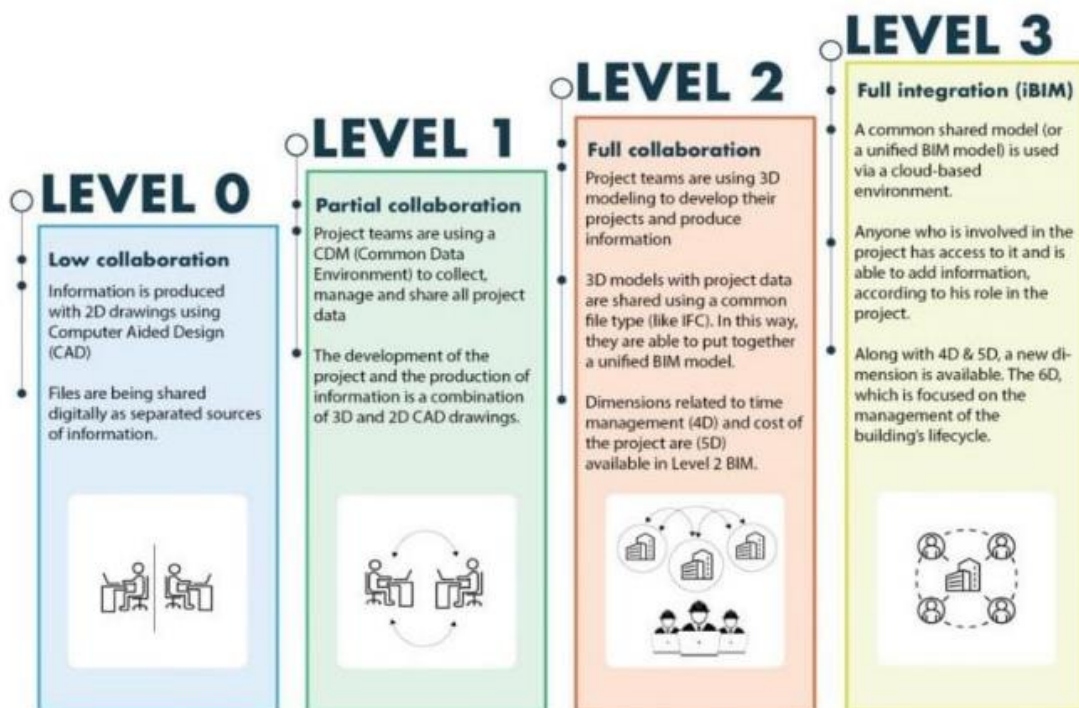 LEVEL 0
Low collaboration
Information is produced
with 2D drawings using
Computer Aided Design
(CAD)
Files are being shared
digitally as separated sources
of information.
LEVEL 1
Partial collaboration
Project teams are using a
CDM (Common Data
Environment) to collect,
manage and share all project
data
The development of the
project and the production of
information is a combination
of 3D and 2D CAD drawings.
LEVEL 2
Full collaboration
Project teams are using 3D
modeling to develop their
projects and produce
information
3D models with project data
are shared using a common
file type (like IFC). In this way,
they are able to put together
a unified BIM model.
Dimensions related to time
management (4D) and cost of
the project are (5D)
available in Level 2 BIM.
LEVEL 3
Full integration (iBIM)
A common shared model (or
a unified BIM model) is used
via a cloud-based
environment.
Anyone who is involved in the
project has access to it and is
able to add information,
according to his role in the
project.
Along with 4D & 5D, a new di-
mension is available. The 6D,
which is focused on the
management of the
building's lifecycle.